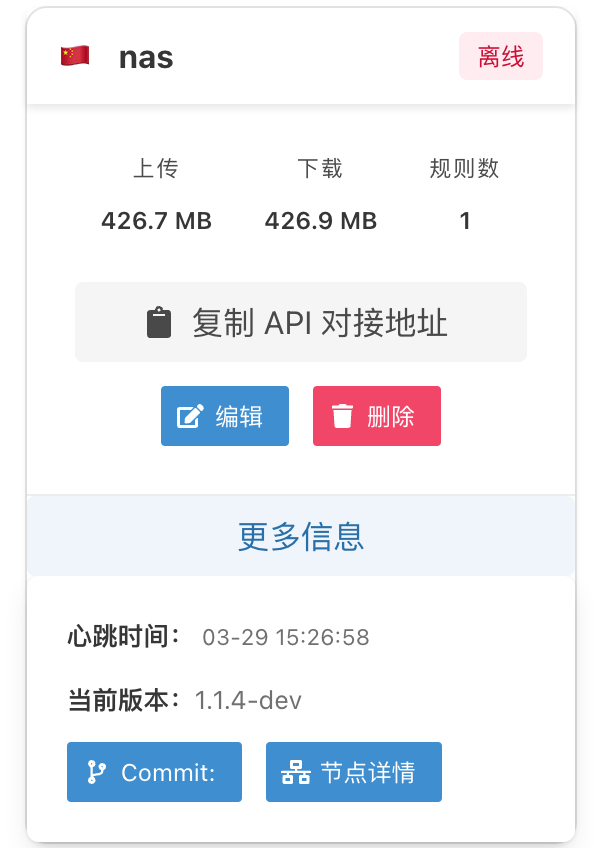 nas 离线
上传 下载 规则数
426.7 MB 426.9 MB 1
复制 API 对接地址
编辑 删除
更多信息
心跳时间： 03-29 15:26:58
当前版本：1.1.4-dev
Commit: 节点详情